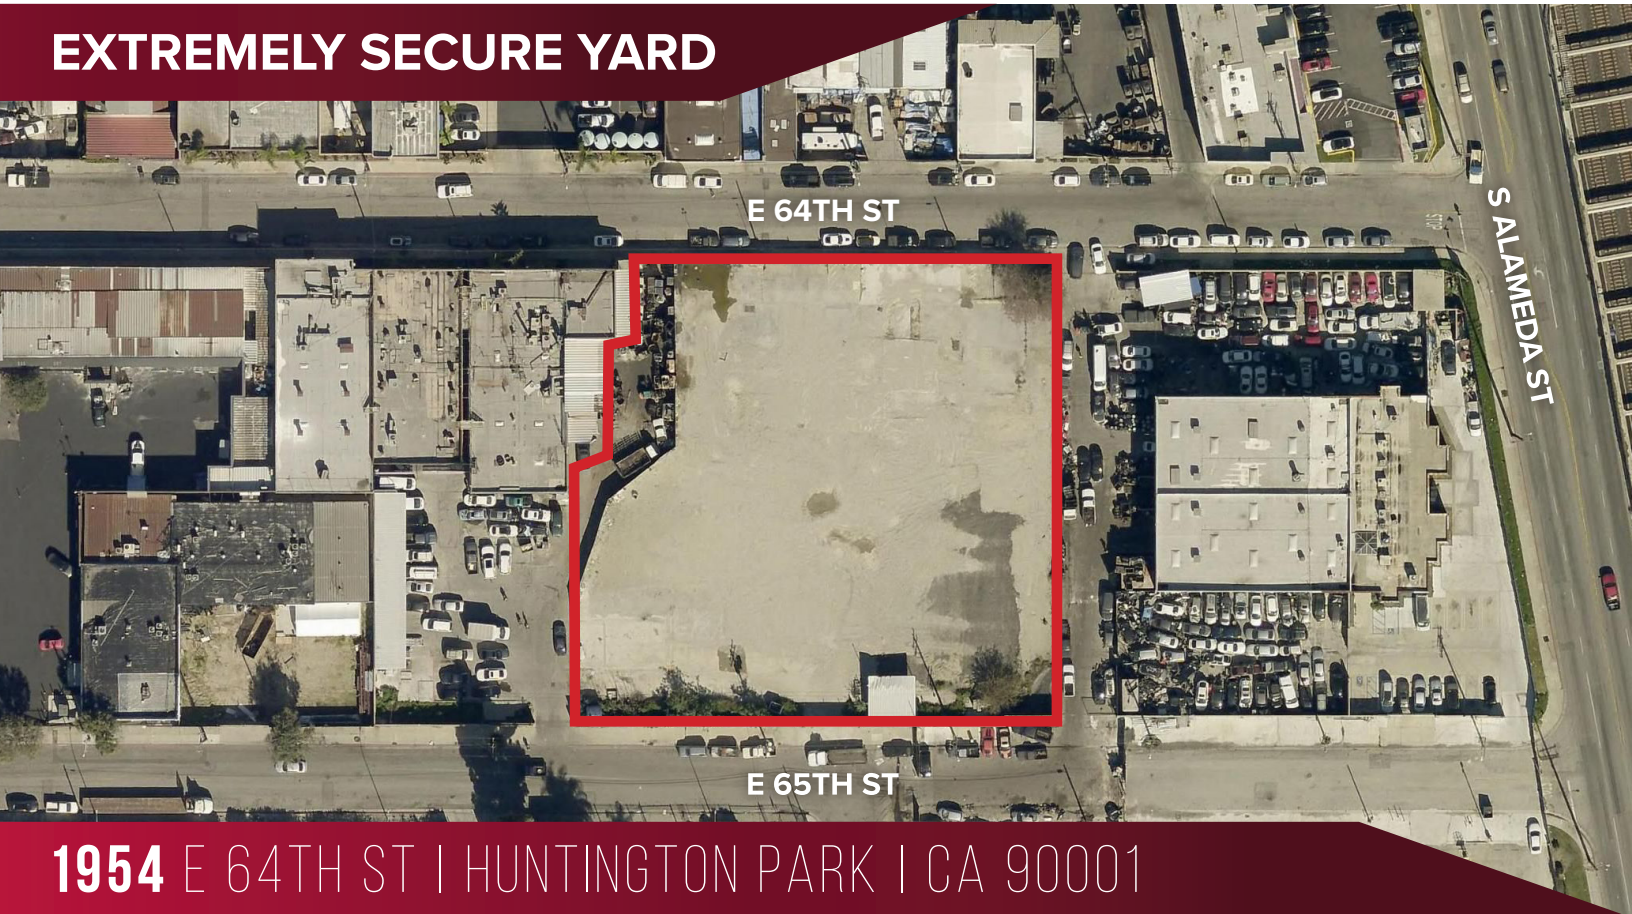 EXTREMELY SECURE YARD
E 64TH ST
S ALAMEDA ST
E 65TH ST
1954 E 64TH ST | HUNTINGTON PARK | CA 90001